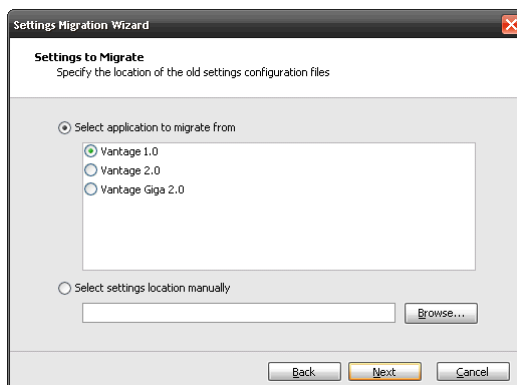 Settings Migration Wizard
Settings to Migrate
Specify the location of the old settings configuration files
Select application to migrate from
Vantage 1.0
Vantage 2.0
Vantage Giga 2.0
Select settings location manually
Browse...
Back Next Cancel